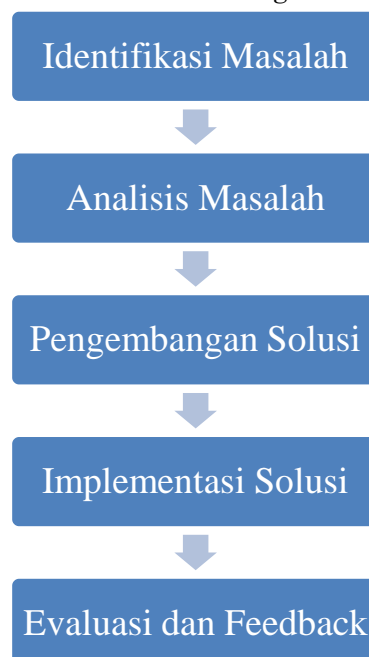 Identifikasi Masalah
Analisis Masalah
Pengembangan Solusi
Implementasi Solusi
Evaluasi dan Feedback